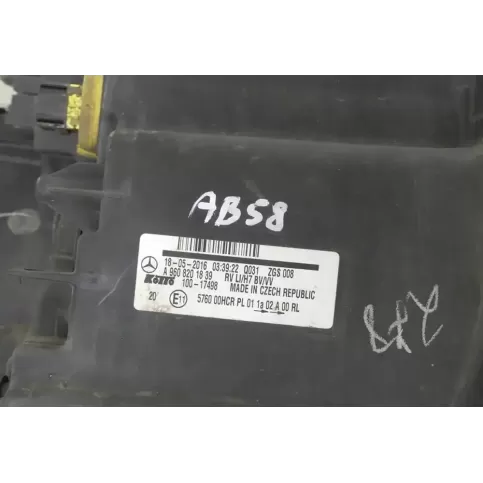 AB58
18-05-2016 03:39:22 Q031 ZGS 008
A 960 820 18 39 RV LI/H7 BV/VV
100-17498 MADE IN CZECH REPUBLIC
20 E11 5760 00HCR PL 01 1a 02 A 00 RL